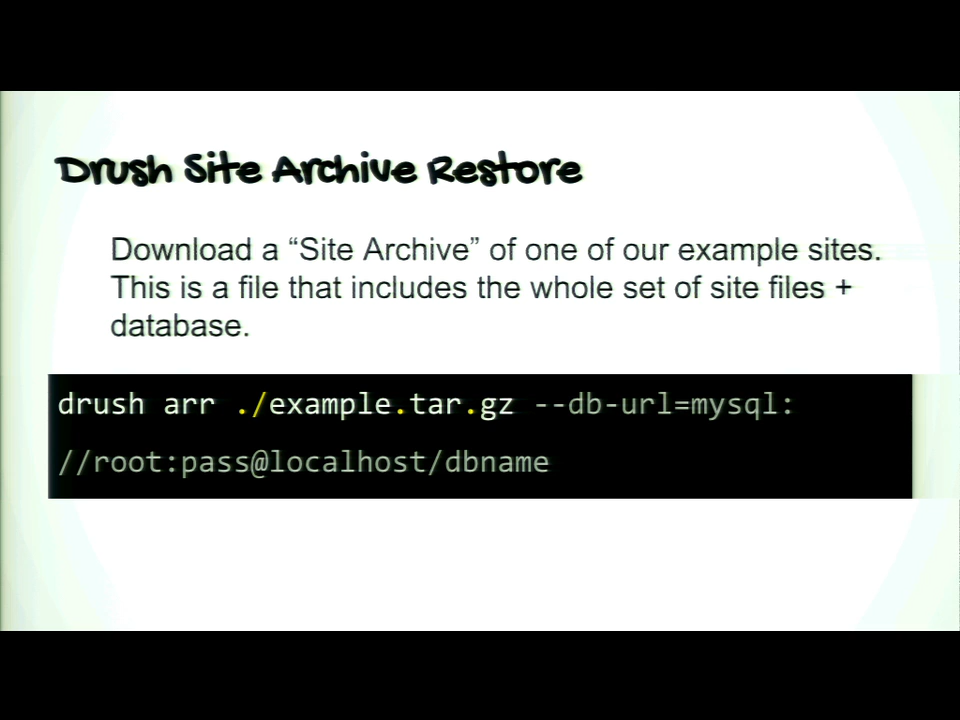 Drush Site Archive Restore
Download a “Site Archive” of one of our example sites.
This is a file that includes the whole set of site files +
database.
drush arr ./example.tar.gz --db-url=mysql:
//root:pass@localhost/dbname